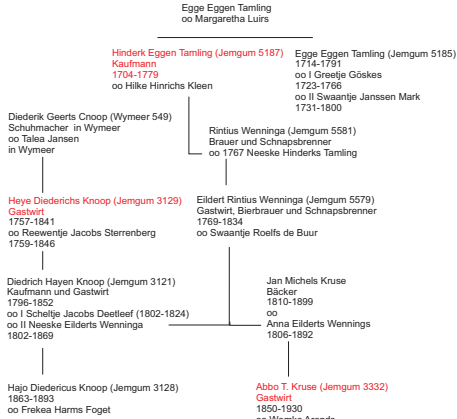 Egge Eggen Tamling
oo Margaretha Luirs
Hinderk Eggen Tamling (Jemgum 5187)
Kaufmann
1704-1779
oo Hilke Hinrichs Kleen
Egge Eggen Tamling (Jemgum 5185)
1714-1791
oo I Greetje Göskes
1723-1766
oo II Swaantje Janssen Mark
1731-1800
Diederik Geerts Cnoop (Wymeer 549)
Schuhmacher in Wymeer
oo Talea Jansen
in Wymeer
Rintius Wenninga (Jemgum 5581)
Brauer und Schnapsbrenner
oo 1767 Neeske Hinderks Tamling
Heye Diederichs Knoop (Jemgum 3129)
Gastwirt
1757-1841
oo Reewentje Jacobs Sterrenberg
1759-1846
Eildert Rintius Wenninga (Jemgum 5579)
Gastwirt, Bierbrauer und Schnapsbrenner
1769-1834
oo Swaantje Roelfs de Buur
Diedrich Hayen Knoop (Jemgum 3121)
Kaufmann und Gastwirt
1796-1852
oo I Scheltje Jacobs Deetleef (1802-1824)
oo II Neeske Eilderts Wenninga
1802-1869
Jan Michels Kruse
Bäcker
1810-1899
oo
Anna Eilderts Wennings
1806-1892
Hajo Diedericus Knoop (Jemgum 3128)
1863-1893
oo Frekea Harms Foget
Abbo T. Kruse (Jemgum 3332)
Gastwirt
1850-1930